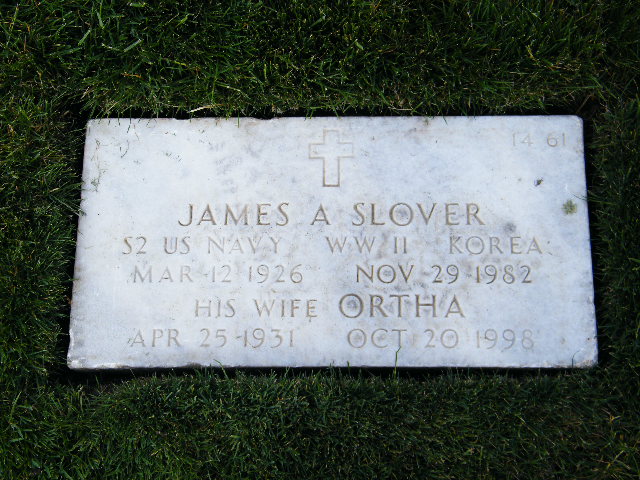 14 61
JAMES A SLOVER
S2 US NAVY WW II KOREA
MAR 12 1926 NOV 29 1982
HIS WIFE ORTHA
APR 25 1931 OCT 20 1998